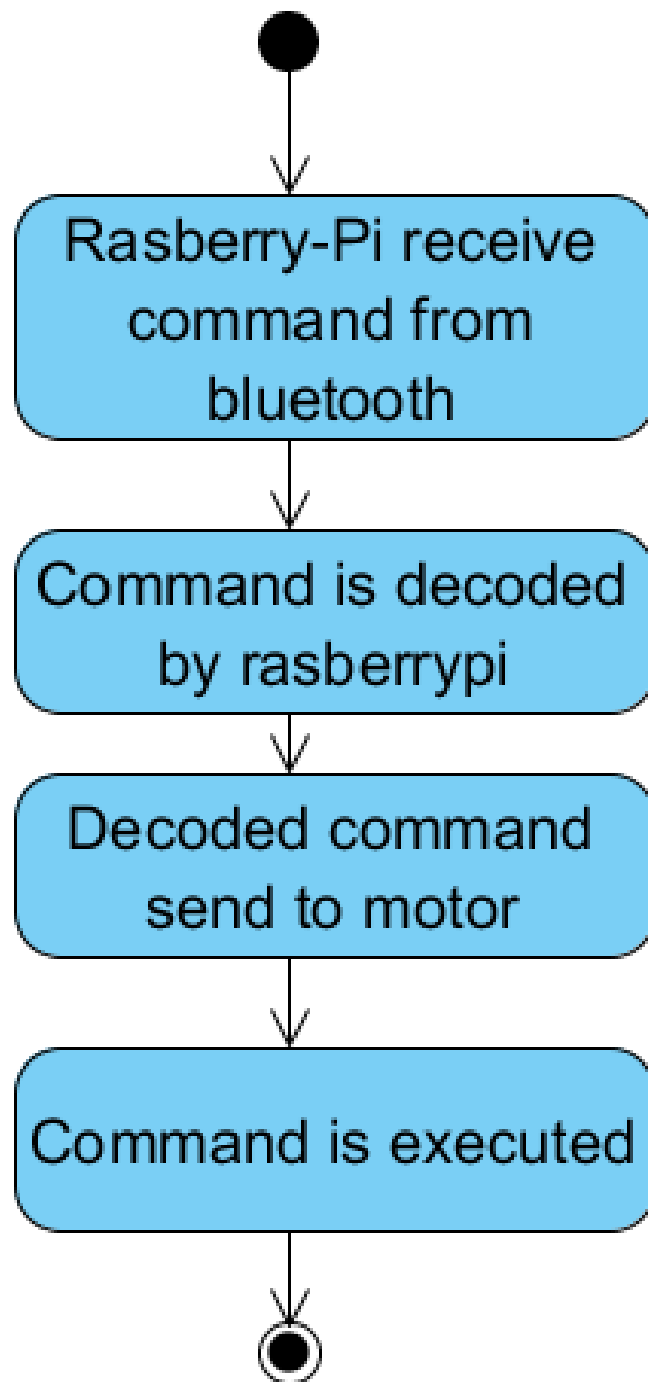 Rasberry-Pi receive
command from
bluetooth
Command is decoded
by rasberrypi
Decoded command
send to motor
Command is executed